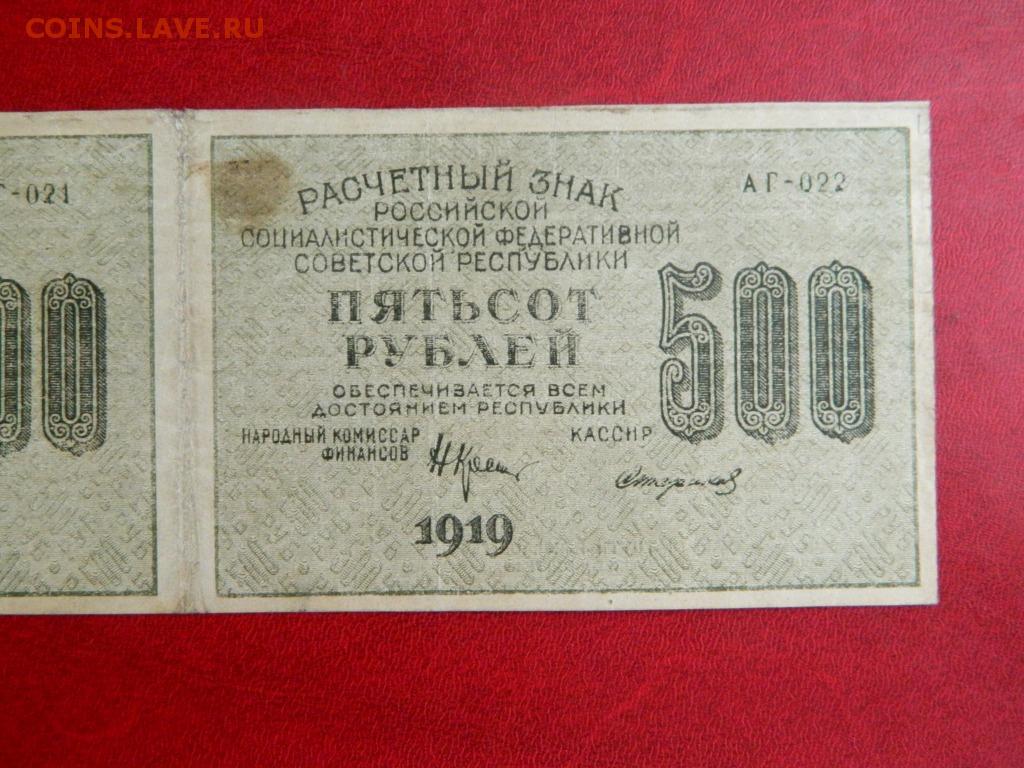 COINS.LAVE.RU
Г-021
АГ-022
РАСЧЕТНЫЙ ЗНАК
РОССИЙСКОЙ
СОЦИАЛИСТИЧЕСКОЙ ФЕДЕРАТИВНОЙ
СОВЕТСКОЙ РЕСПУБЛИКИ
ПЯТЬСОТ
РУБЛЕЙ
500
00
ОБЕСПЕЧИВАЕТСЯ ВСЕМ
ДОСТОЯНИЕМ РЕСПУБЛИКИ
НАРОДНЫЙ КОМИССАР
ФИНАНСОВ
КАССИР
1919